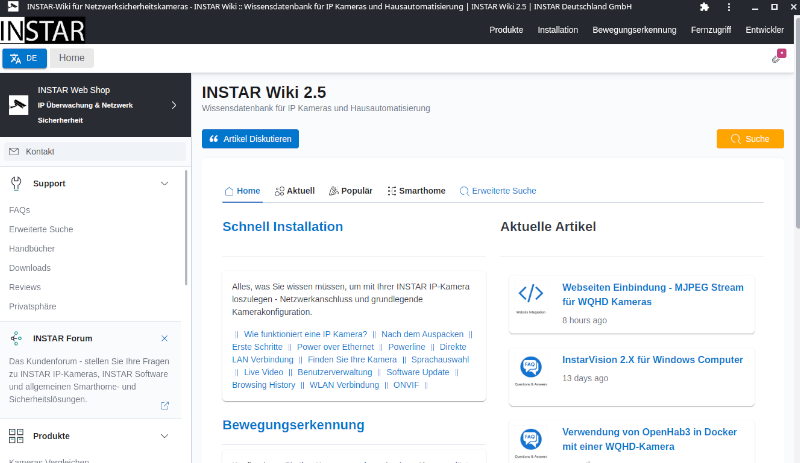 INSTAR-Wiki für Netzwerksicherheitskameras - INSTAR Wiki :: Wissensdatenbank für IP Kameras und Hausautomatisierung | INSTAR Wiki 2.5 | INSTAR Deutschland GmbH
INSTAR
Produkte Installation Bewegungserkennung Fernzugriff Entwickler
DE Home
INSTAR Web Shop
IP Überwachung & Netzwerk
Sicherherheit
Kontakt
Support
FAQs
Erweiterte Suche
Handbücher
Downloads
Reviews
Privatsphäre
INSTAR Forum
Das Kundenforum - stellen Sie Ihre Fragen
zu INSTAR IP-Kameras, INSTAR Software
und allgemeinen Smarthome- und
Sicherheitslösungen.
Produkte
Kameras Vergleichen
INSTAR Wiki 2.5
Wissensdatenbank für IP Kameras und Hausautomatisierung
Artikel Diskutieren
Suche
Home Aktuell Populär Smarthome Erweiterte Suche
Schnell Installation
Alles, was Sie wissen müssen, um mit Ihrer INSTAR IP-Kamera
loszulegen - Netzwerkanschluss und grundlegende
Kamerakonfiguration.
|| Wie funktioniert eine IP Kamera? || Nach dem Auspacken ||
Erste Schritte || Power over Ethernet || Powerline || Direkte
LAN Verbindung || Finden Sie Ihre Kamera || Sprachauswahl
|| Live Video || Benutzerverwaltung || Software Update ||
Browsing History || WLAN Verbindung || ONVIF ||
Bewegungserkennung
Aktuelle Artikel
Website Integration
Webseiten Einbindung - MJPEG Stream
für WQHD Kameras
8 hours ago
FAQ
Questions & Answers
InstarVision 2.X für Windows Computer
13 days ago
FAQ
Questions & Answers
Verwendung von OpenHab3 in Docker
mit einer WQHD-Kamera